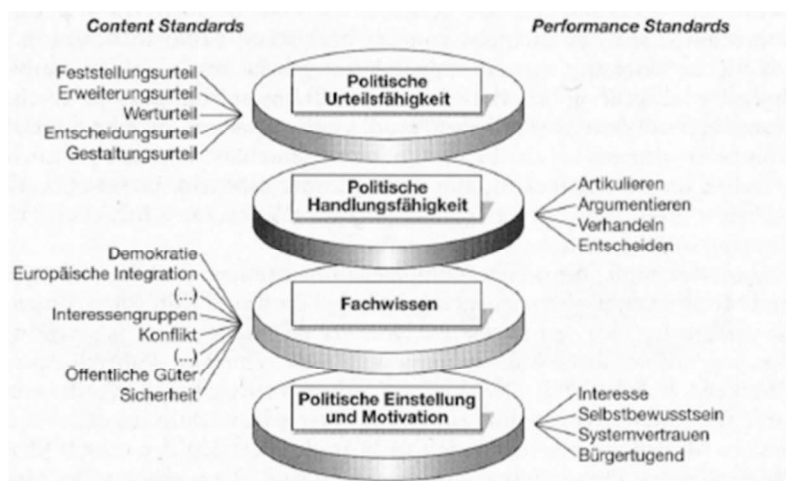 Content Standards
Performance Standards
Feststellungsurteil
Erweiterungsurteil
Werturteil
Entscheidungsurteil
Gestaltungsurteil
Politische
Urteilsfähigkeit
Politische
Handlungsfähigkeit
Artikulieren
Argumentieren
Verhandeln
Entscheiden
Demokratie
Europäische Integration
(...)
Interessengruppen
Konflikt
(...)
Öffentliche Güter
Sicherheit
Fachwissen
Politische Einstellung
und Motivation
Interesse
Selbstbewusstsein
Systemvertrauen
Bürgertugend